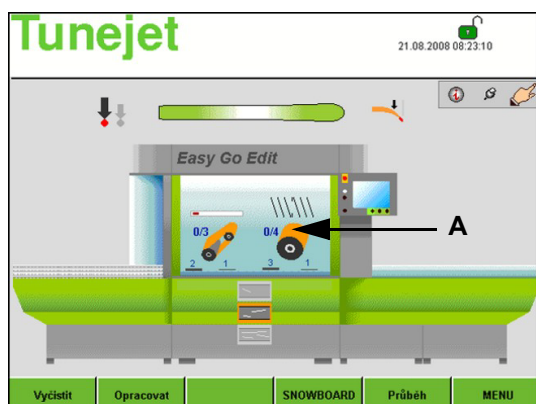 Tunejet
21.08.2008 08:23:10
Easy Go Edit
0/3 0/4
2 1 3 1
A
Vyčistit Opracovat SNOWBOARD Průběh MENU